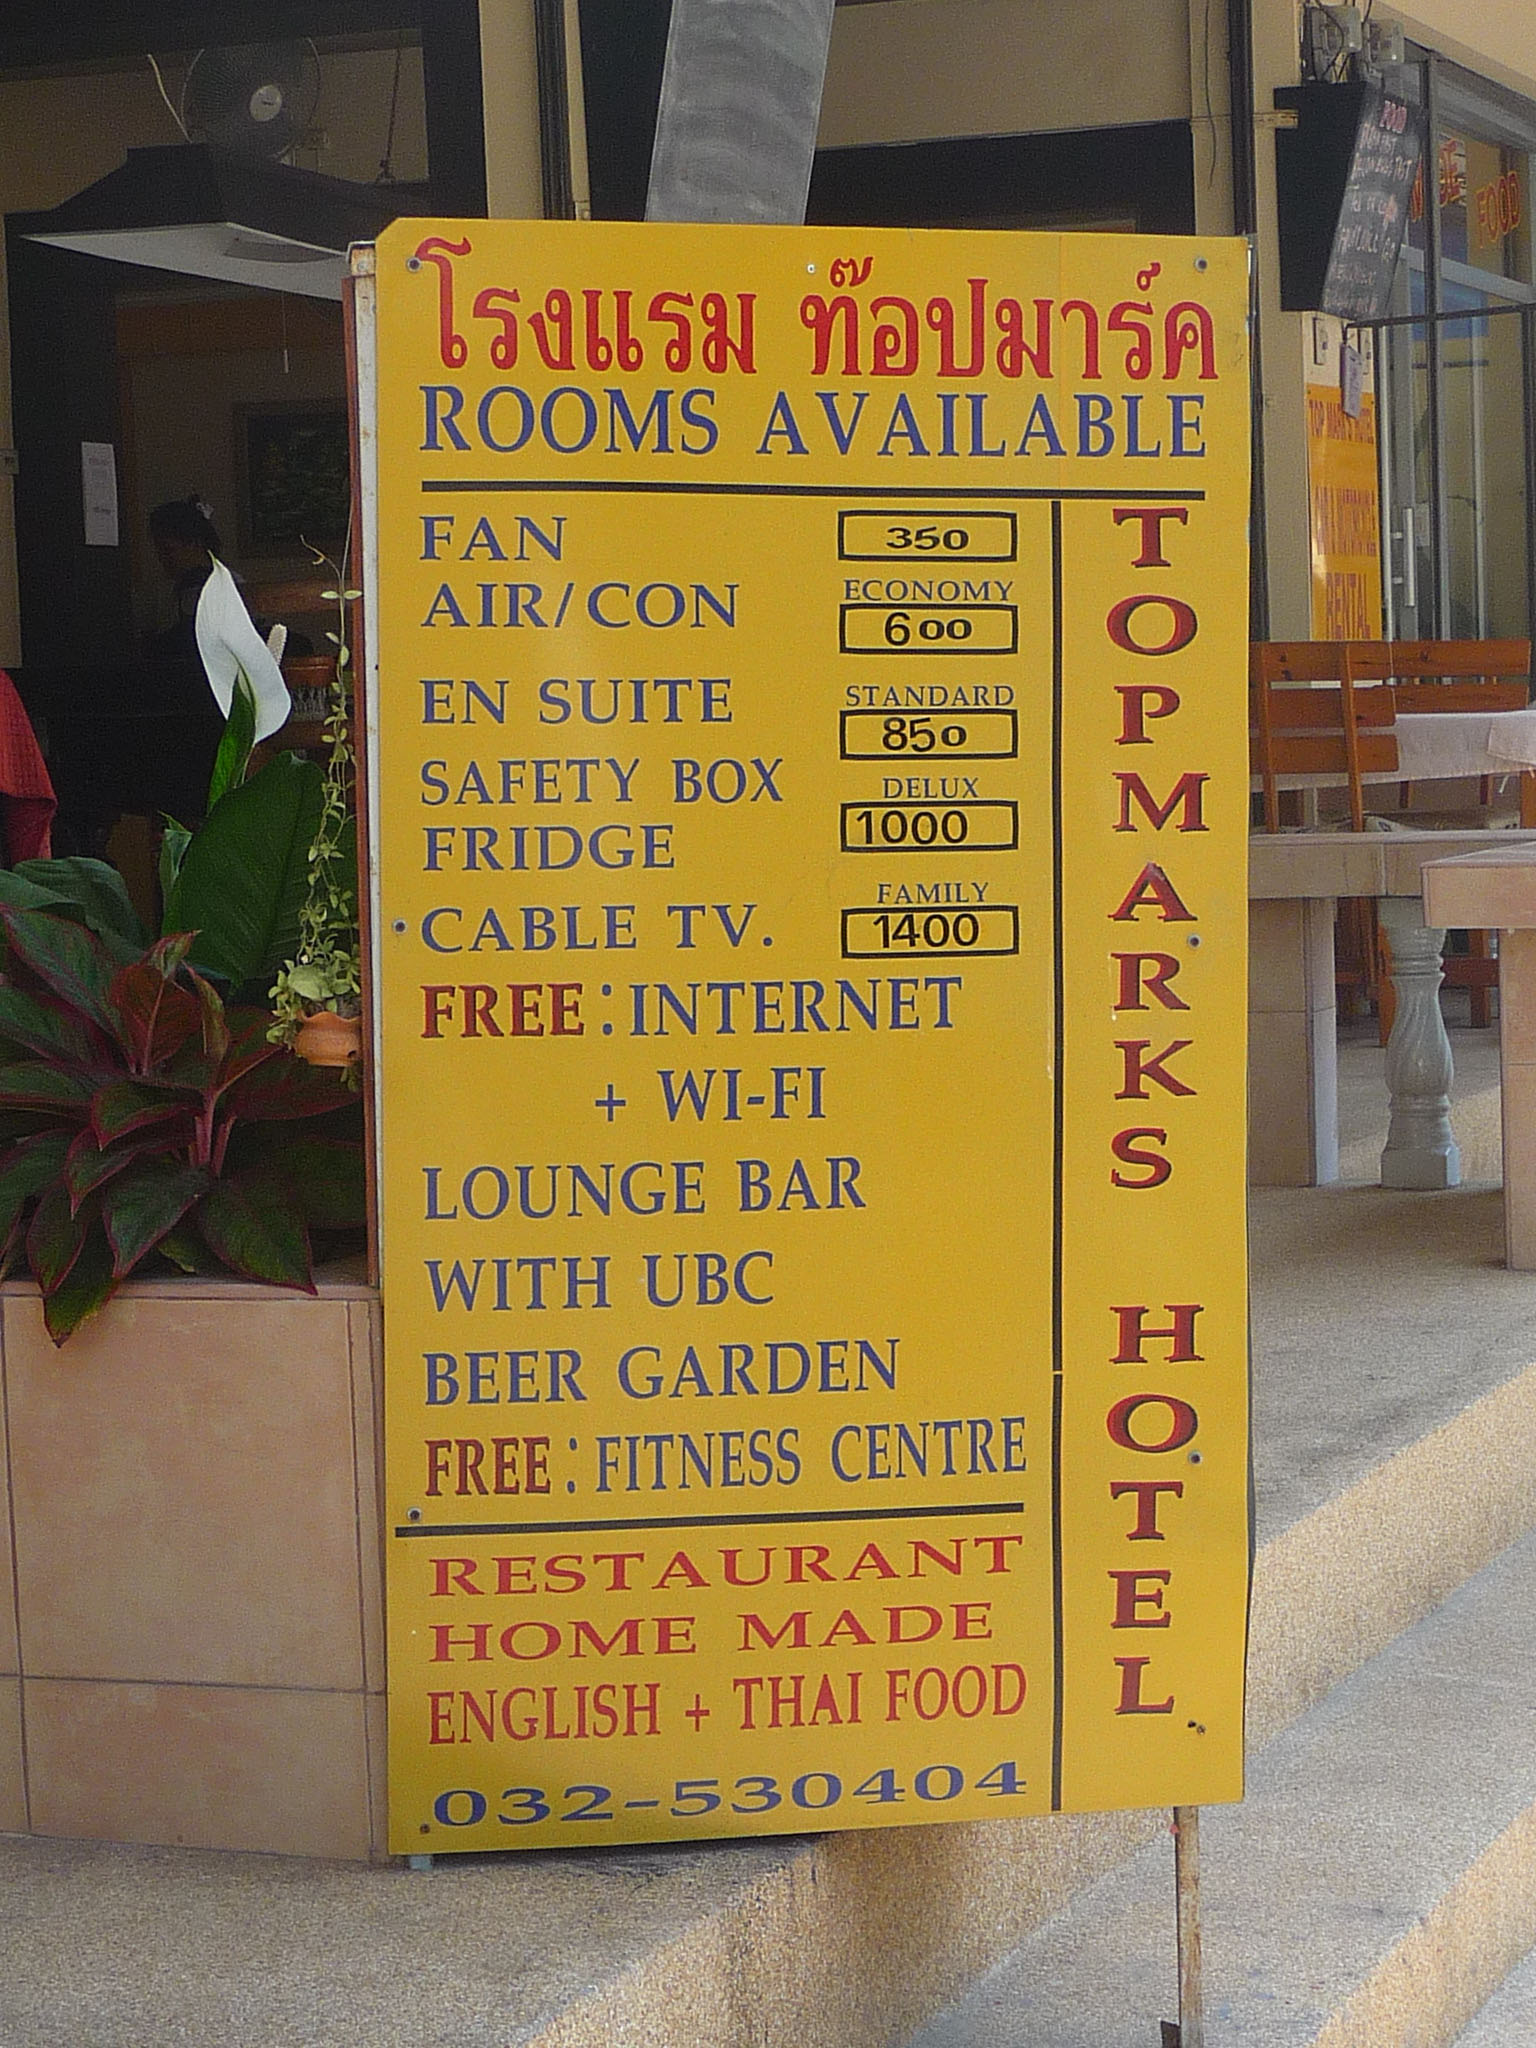 โรงแรม ท๊อปมาร์ค
ROOMS AVAILABLE
FAN 350
AIR/CON ECONOMY
600
EN SUITE STANDARD
850
SAFETY BOX DELUX
FRIDGE 1000
FAMILY
CABLE TV. 1400
FREE : INTERNET
+ WI-FI
LOUNGE BAR
WITH UBC
BEER GARDEN
FREE : FITNESS CENTRE
RESTAURANT
HOME MADE
ENGLISH + THAI FOOD
032-530404
TOPMARKS HOTEL
FOOD
FOOD
RENTAL